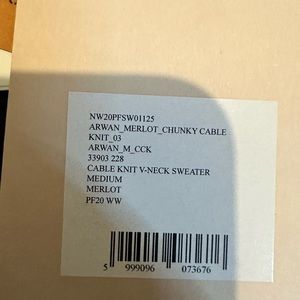 NW20PFSW01125
ARWAN_MERLOT_CHUNKY CABLE
KNIT_03
ARWAN_M_CCK
33903 228
CABLE KNIT V-NECK SWEATER
MEDIUM
MERLOT
PF20 WW
5 999096 073676